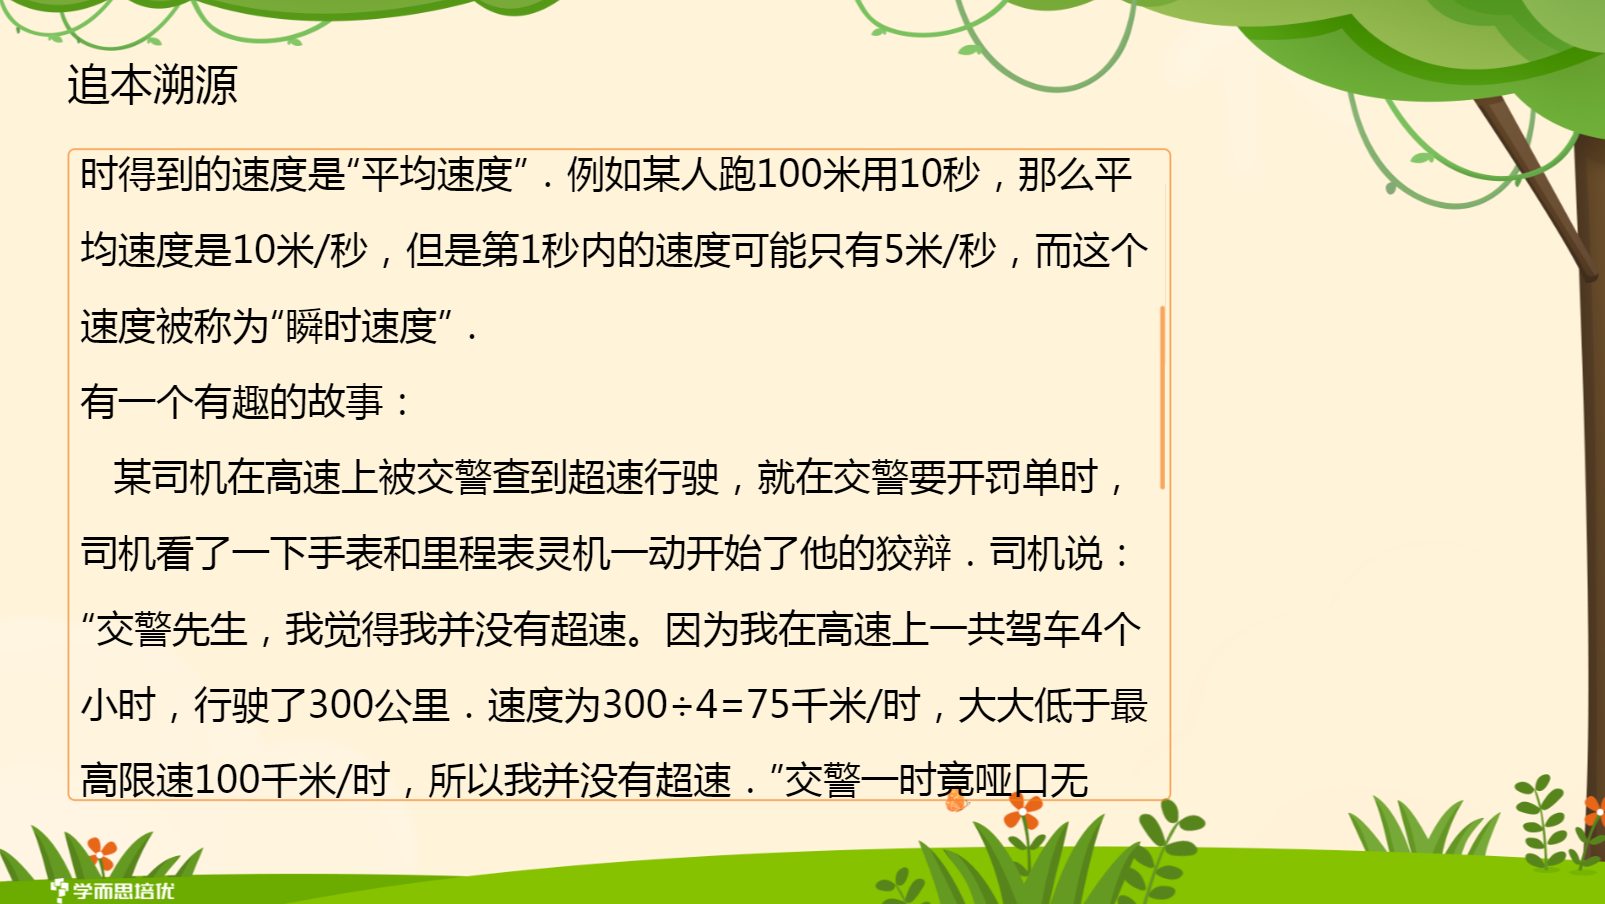 追本溯源
时得到的速度是“平均速度”．例如某人跑100米用10秒，那么平
均速度是10米/秒，但是第1秒内的速度可能只有5米/秒，而这个
速度被称为“瞬时速度”．
有一个有趣的故事：
某司机在高速上被交警查到超速行驶，就在交警要开罚单时，
司机看了一下手表和里程表灵机一动开始了他的狡辩．司机说：
“交警先生，我觉得我并没有超速。因为我在高速上一共驾车4个
小时，行驶了300公里．速度为300÷4=75千米/时，大大低于最
高限速100千米/时，所以我并没有超速．”交警一时竟哑口无
学而思培优